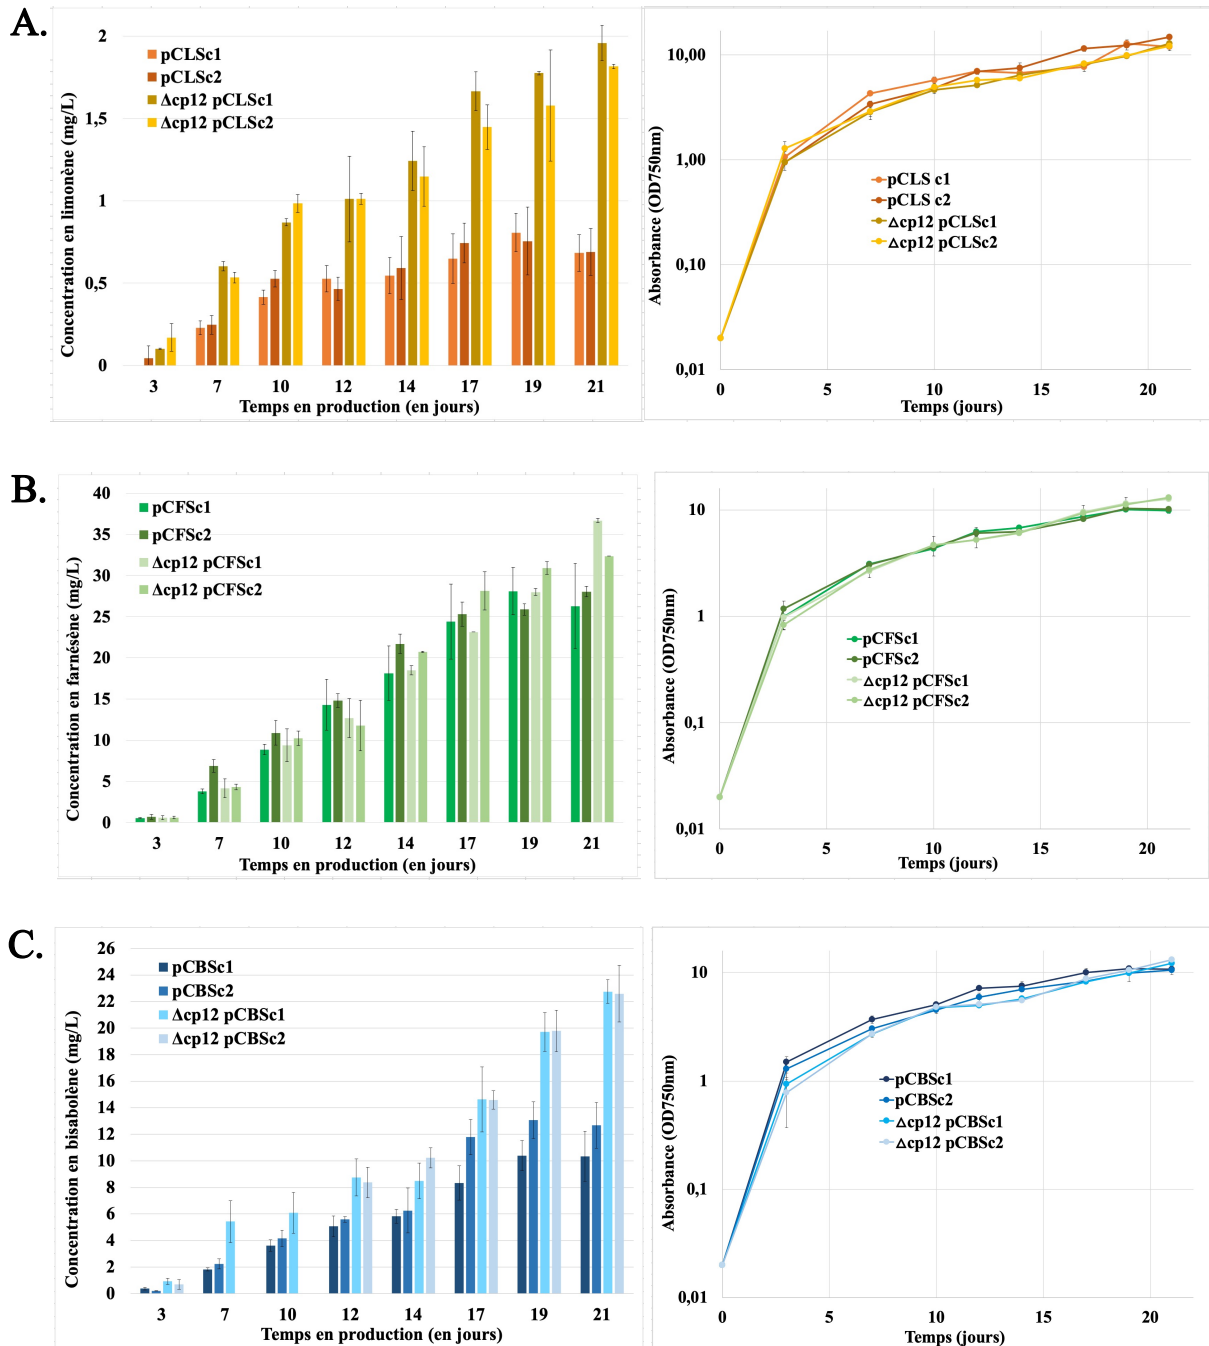 A.
Concentration en limonène (mg/L)
2
1,5
1
0,5
0
pCLSc1
pCLSc2
Δcp12 pCLSc1
Δcp12 pCLSc2
3 7 10 12 14 17 19 21
Temps en production (en jours)
Absorbance (OD750nm)
10,00
1,00
0,10
0,01
pCLS c1
pCLS c2
Δcp12 pCLSc1
Δcp12 pCLSc2
0 5 10 15 20
Temps (jours)
B.
Concentration en farnésène (mg/L)
40
35
30
25
20
15
10
5
0
pCFSc1
pCFSc2
Δcp12 pCFSc1
Δcp12 pCFSc2
3 7 10 12 14 17 19 21
Temps en production (en jours)
Absorbance (OD750nm)
10
1
0,1
0,01
pCFSc1
pCFSc2
Δcp12 pCFSc1
Δcp12 pCFSc2
0 5 10 15 20
Temps (jours)
C.
Concentration en bisabolène (mg/L)
26
24
22
20
18
16
14
12
10
8
6
4
2
0
pCBSc1
pCBSc2
Δcp12 pCBSc1
Δcp12 pCBSc2
3 7 10 12 14 17 19 21
Temps en production (en jours)
Absorbance (OD750nm)
10
1
0,1
0,01
pCBSc1
pCBSc2
Δcp12 pCBSc1
Δcp12 pCBSc2
0 5 10 15 20
Temps (jours)